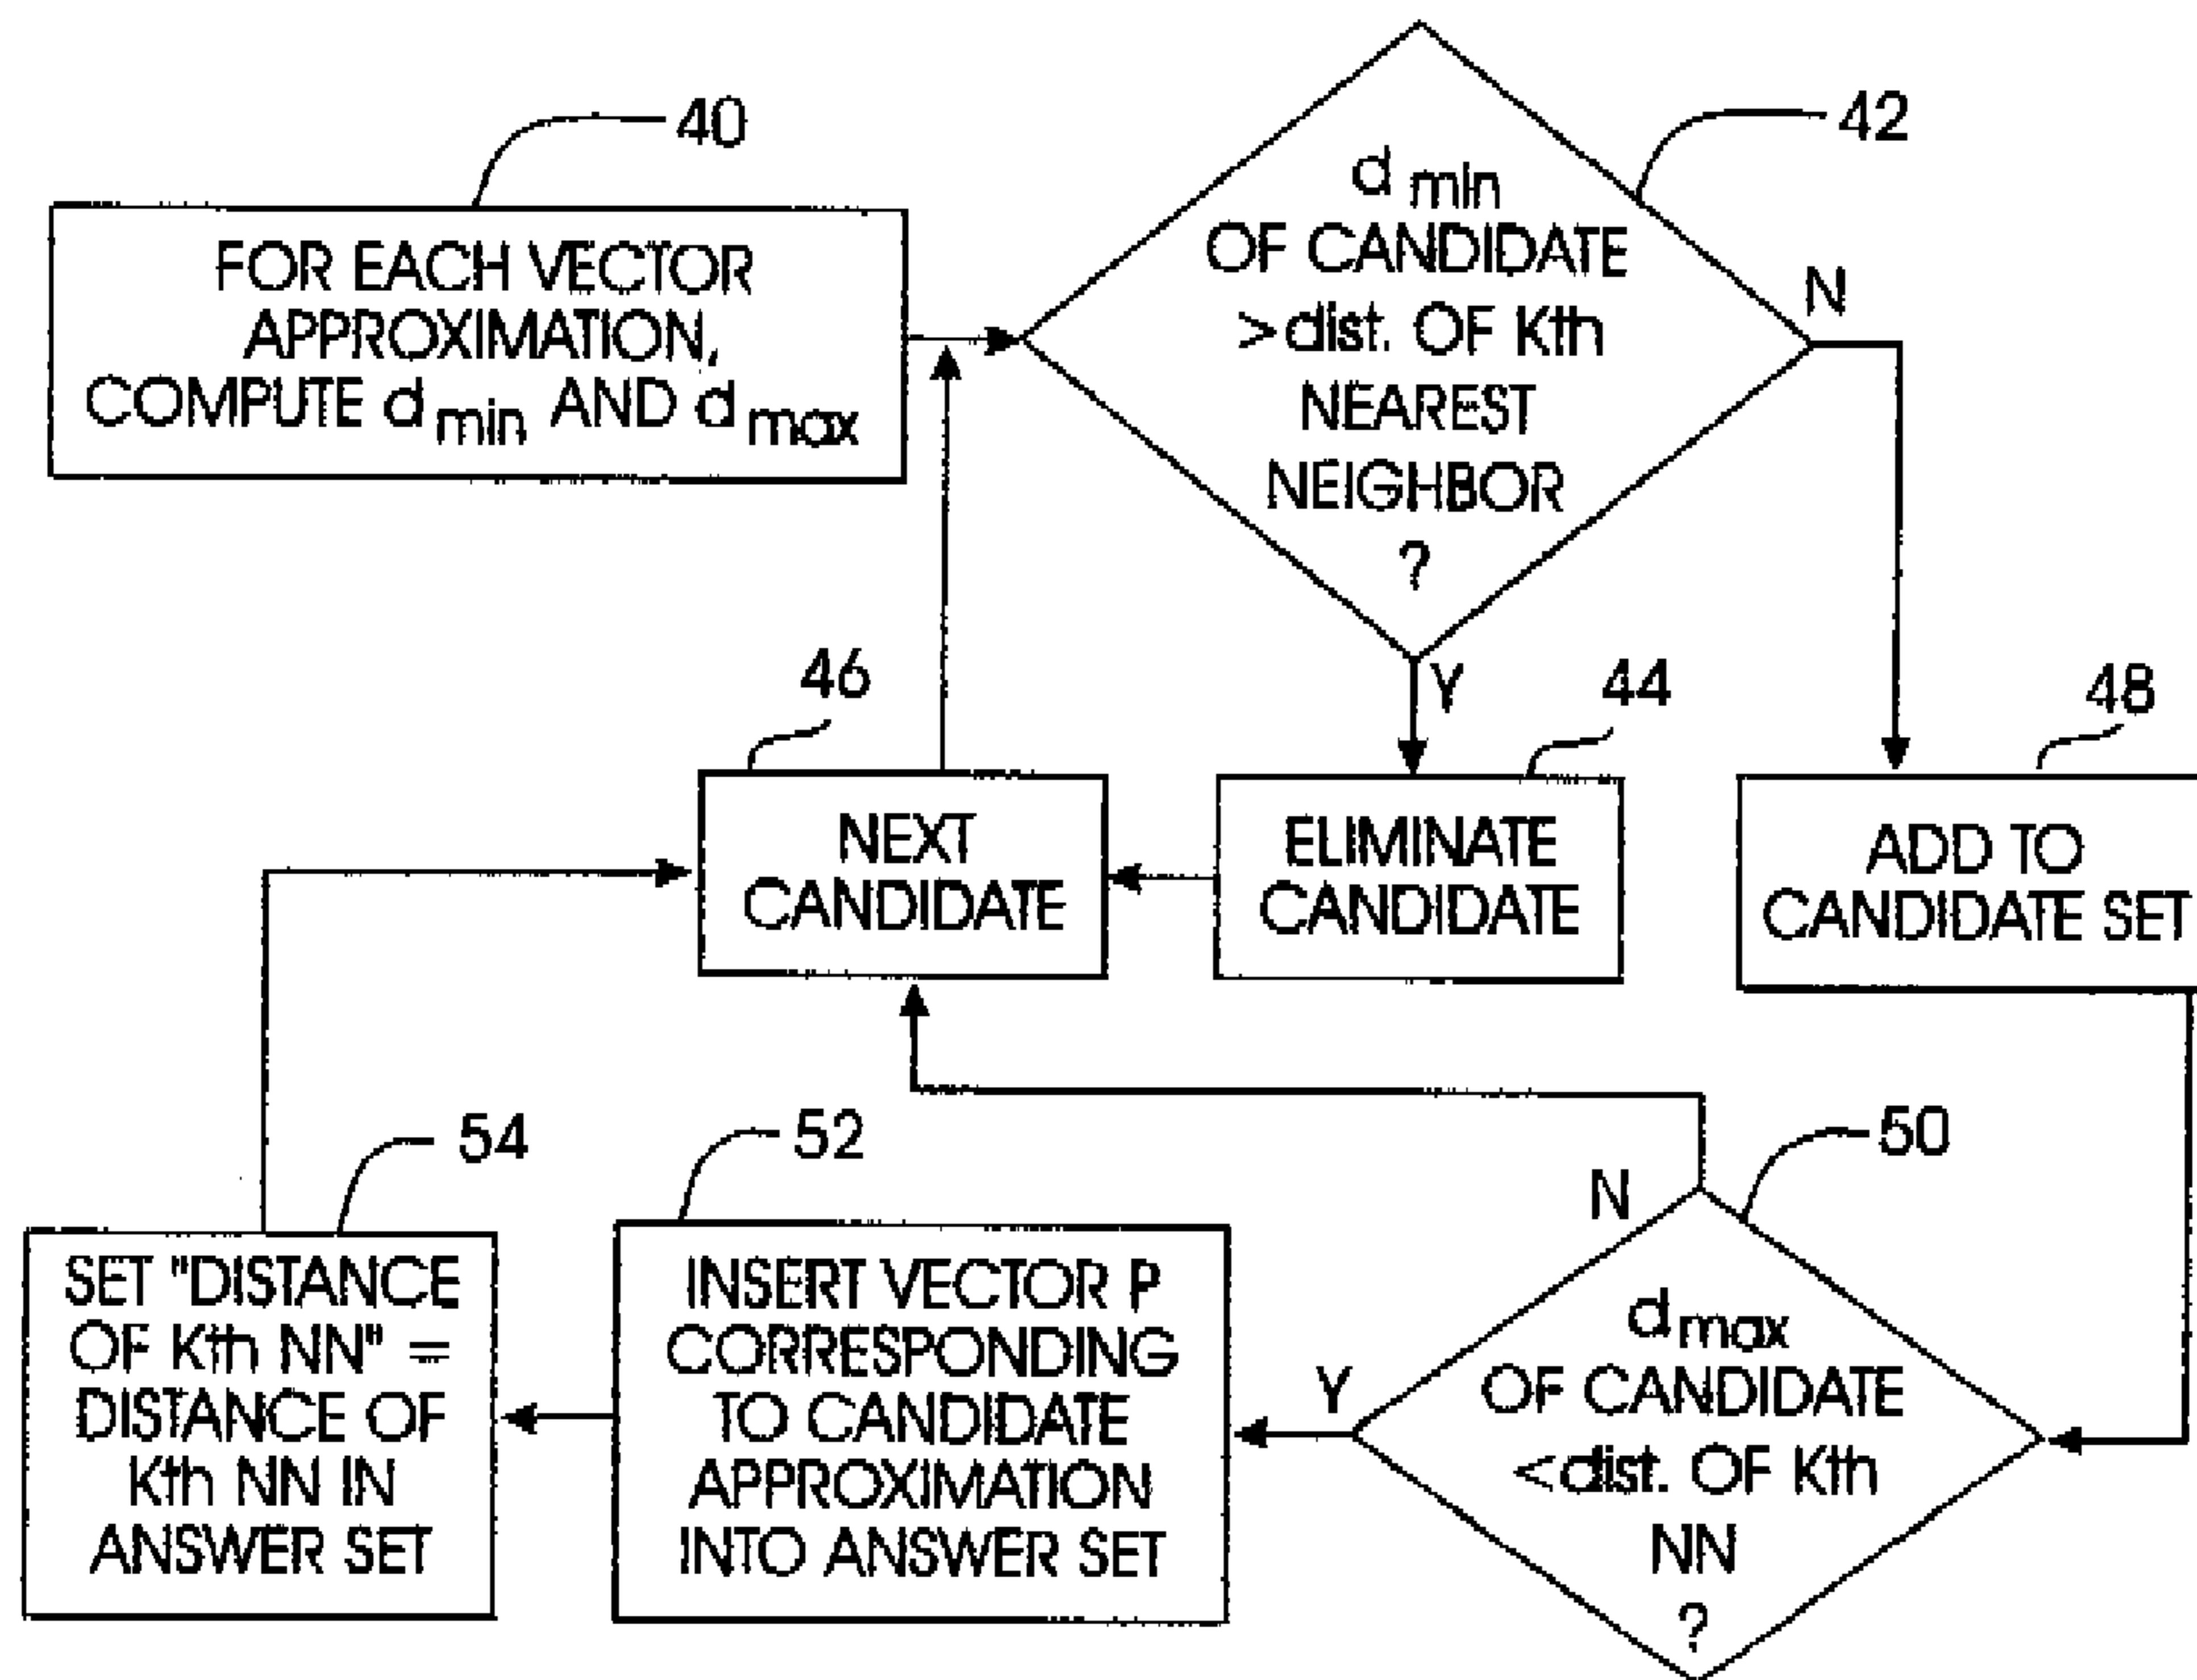 40
FOR EACH VECTOR
APPROXIMATION,
COMPUTE d min AND d max
42
d min
OF CANDIDATE
>dist. OF Kth
NEAREST
NEIGHBOR
?
N
Y
46
NEXT
CANDIDATE
44
ELIMINATE
CANDIDATE
48
ADD TO
CANDIDATE SET
54
SET "DISTANCE
OF Kth NN" =
DISTANCE OF
Kth NN IN
ANSWER SET
52
INSERT VECTOR P
CORRESPONDING
TO CANDIDATE
APPROXIMATION
INTO ANSWER SET
50
N
Y
d max
OF CANDIDATE
<dist. OF Kth
NN
?